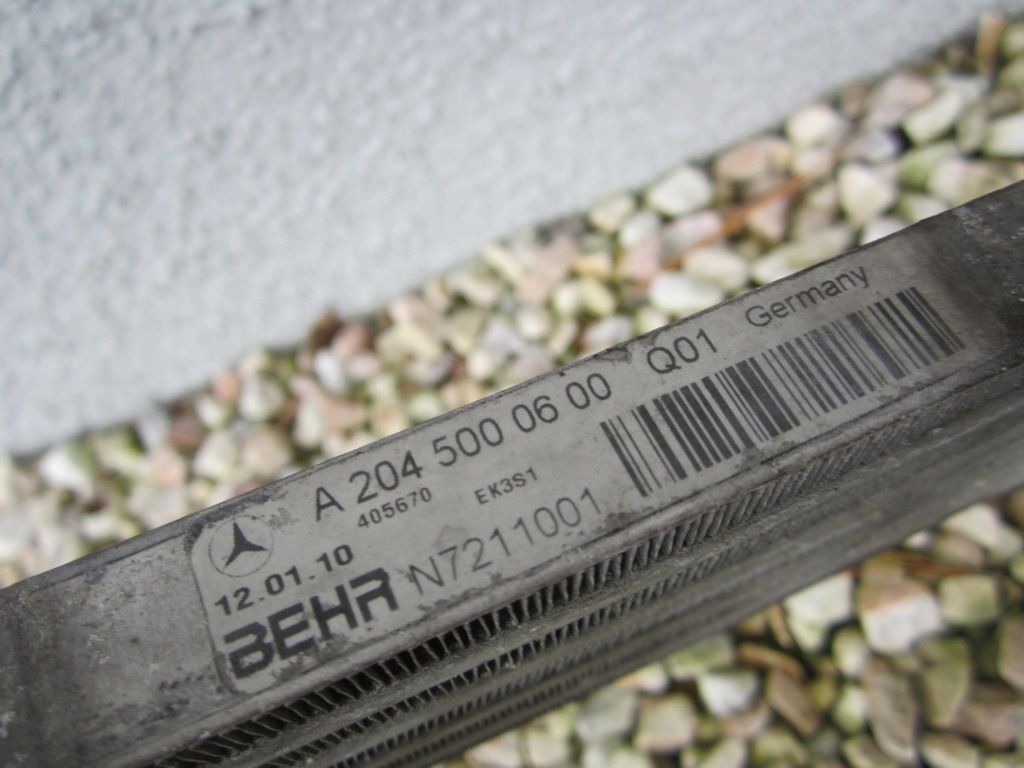 A 204 500 06 00 Q01 Germany
405670 EK3S1
12.01.10
BEHR N7211001